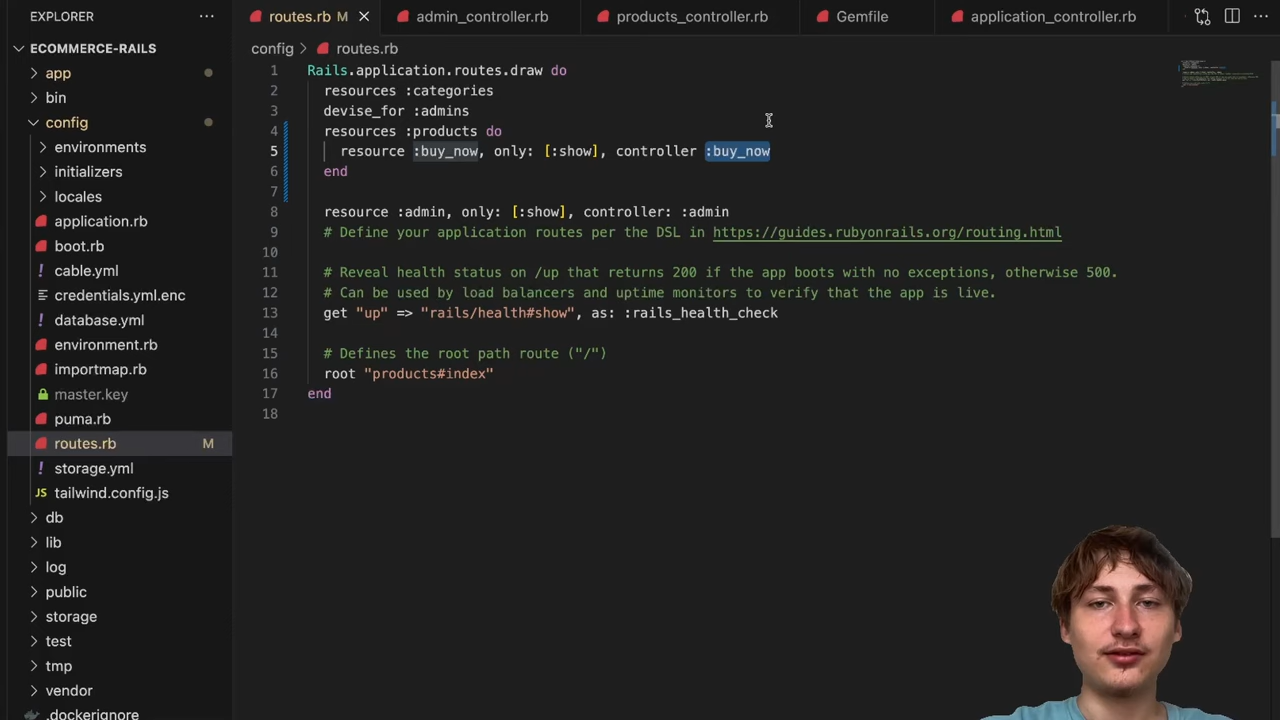 EXPLORER
ECOMMERCE-RAILS
app
bin
config
environments
initializers
locales
application.rb
boot.rb
cable.yml
credentials.yml.enc
database.yml
environment.rb
importmap.rb
master.key
puma.rb
routes.rb M
storage.yml
tailwind.config.js
db
lib
log
public
storage
test
tmp
vendor
.dockerignore
routes.rb M admin_controller.rb products_controller.rb Gemfile application_controller.rb
config > routes.rb
1 Rails.application.routes.draw do
2 resources :categories
3 devise_for :admins
4 resources :products do
5 resource :buy_now, only: [:show], controller :buy_now
6 end
7
8 resource :admin, only: [:show], controller: :admin
9 # Define your application routes per the DSL in https://guides.rubyonrails.org/routing.html
10
11 # Reveal health status on /up that returns 200 if the app boots with no exceptions, otherwise 500.
12 # Can be used by load balancers and uptime monitors to verify that the app is live.
13 get "up" => "rails/health#show", as: :rails_health_check
14
15 # Defines the root path route ("/")
16 root "products#index"
17 end
18